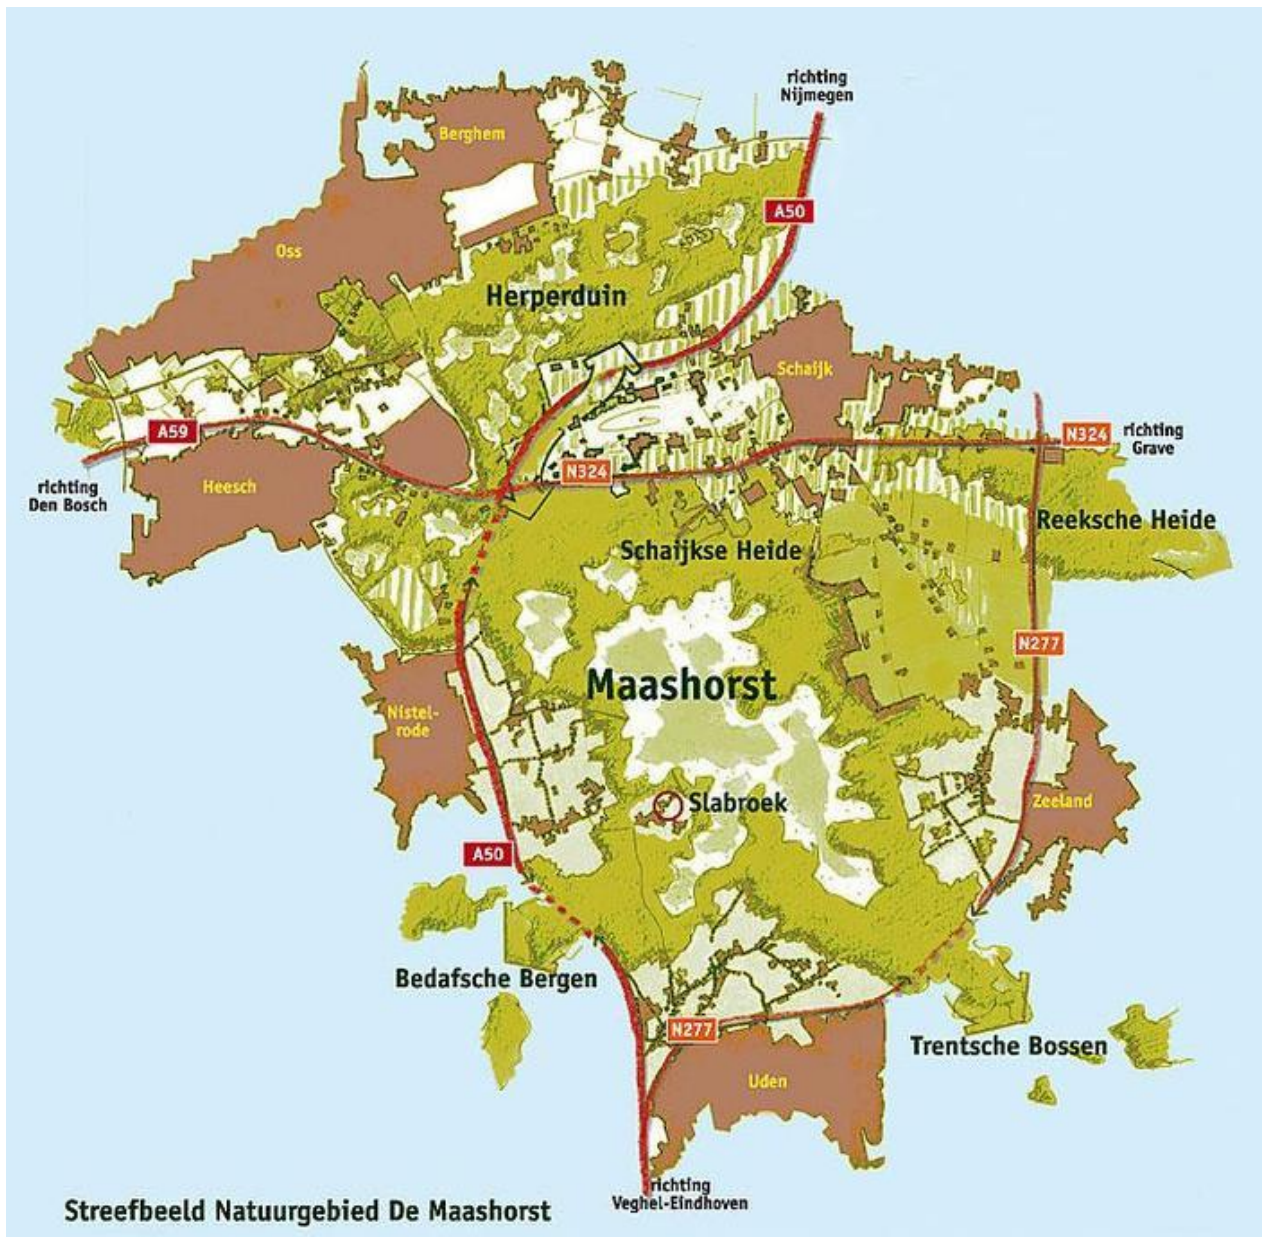 richting
Nijmegen
Berghem
A50
Oss
Herperduin
Schaijk
A59
N324
richting
Grave
N324
Heesch
richting
Den Bosch
Reeksche Heide
Schaijkse Heide
N277
Maashorst
Nistel-
rode
Slabroek
Zeeland
A50
Bedafsche Bergen
N277
Trentsche Bossen
Uden
richting
Veghel-Eindhoven
Streefbeeld Natuurgebied De Maashorst